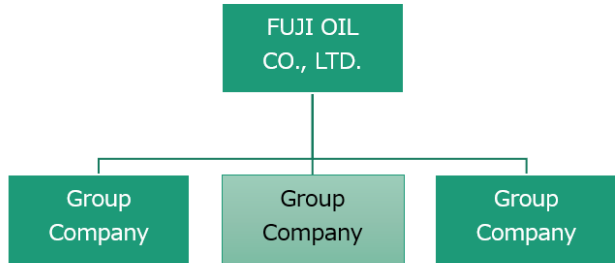 FUJI OIL
CO., LTD.
Group
Company
Group
Company
Group
Company